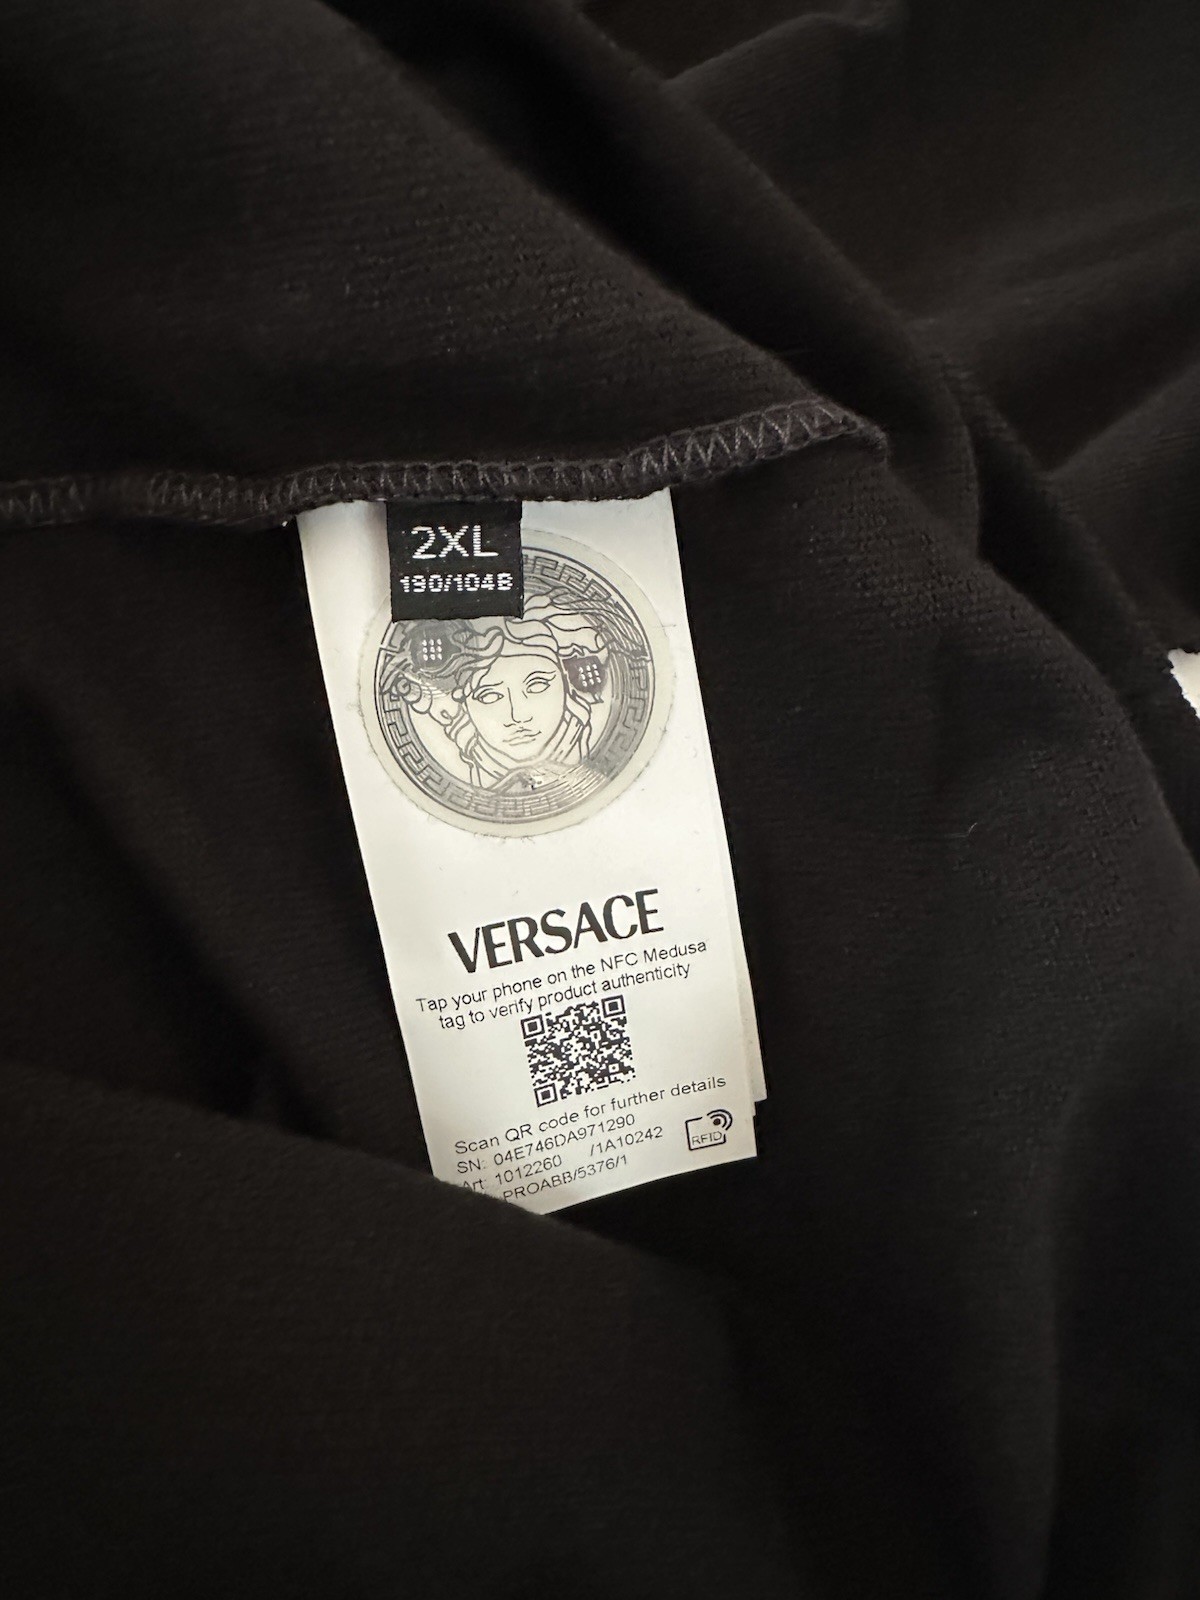 2XL
190/104B
VERSACE
Tap your phone on the NFC Medusa
tag to verify product authenticity
Scan QR code for further details
SN: 04E746DA971290
Art: 1012260 /1A10242
PROABB/5376/1
RFID